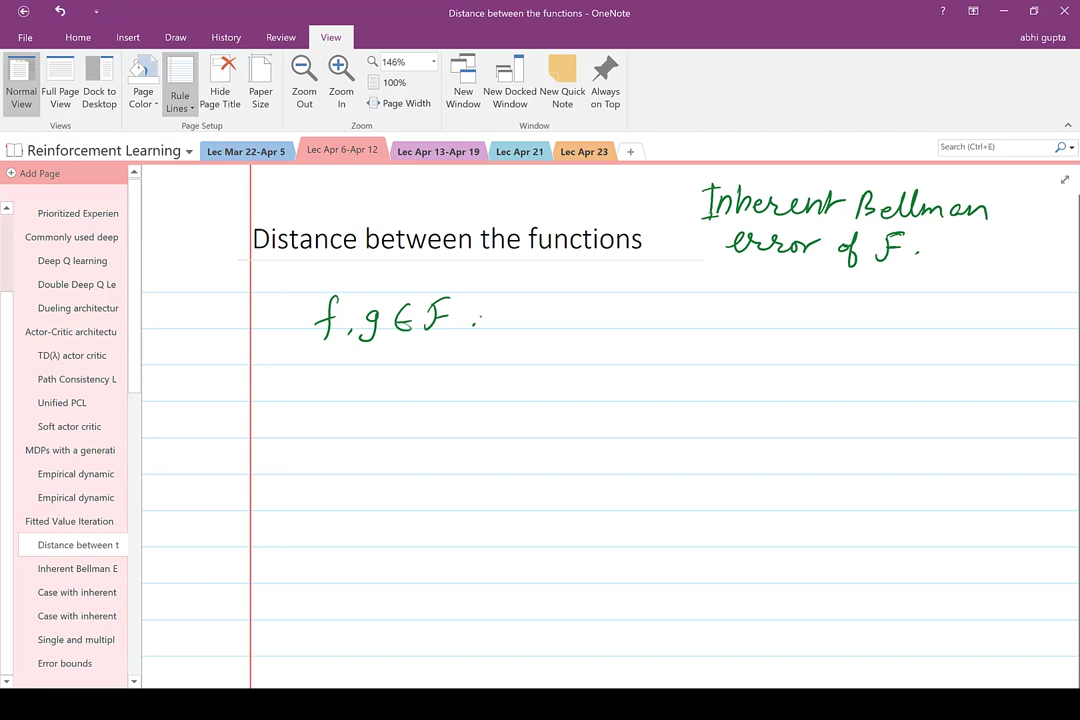 Distance between the functions - OneNote
?
File
Home
Insert
Draw
History
Review
View
abhi gupta
Normal View
Full Page View
Dock to Desktop
Page Color
Rule Lines
Hide Page Title
Paper Size
Zoom Out
Zoom In
146%
100%
Page Width
New Window
New Docked Window
New Quick Note
Always on Top
Views
Page Setup
Zoom
Window
Reinforcement Learning
Lec Mar 22-Apr 5
Lec Apr 6-Apr 12
Lec Apr 13-Apr 19
Lec Apr 21
Lec Apr 23
+
Search (Ctrl+E)
Add Page
Prioritized Experien
Commonly used deep
Deep Q learning
Double Deep Q Le
Dueling architectur
Actor-Critic architectu
TD(λ) actor critic
Path Consistency L
Unified PCL
Soft actor critic
MDPs with a generati
Empirical dynamic
Empirical dynamic
Fitted Value Iteration
Distance between t
Inherent Bellman E
Case with inherent
Case with inherent
Single and multipl
Error bounds
Inherent Bellman
error of F.
Distance between the functions
f, g ∈ F .